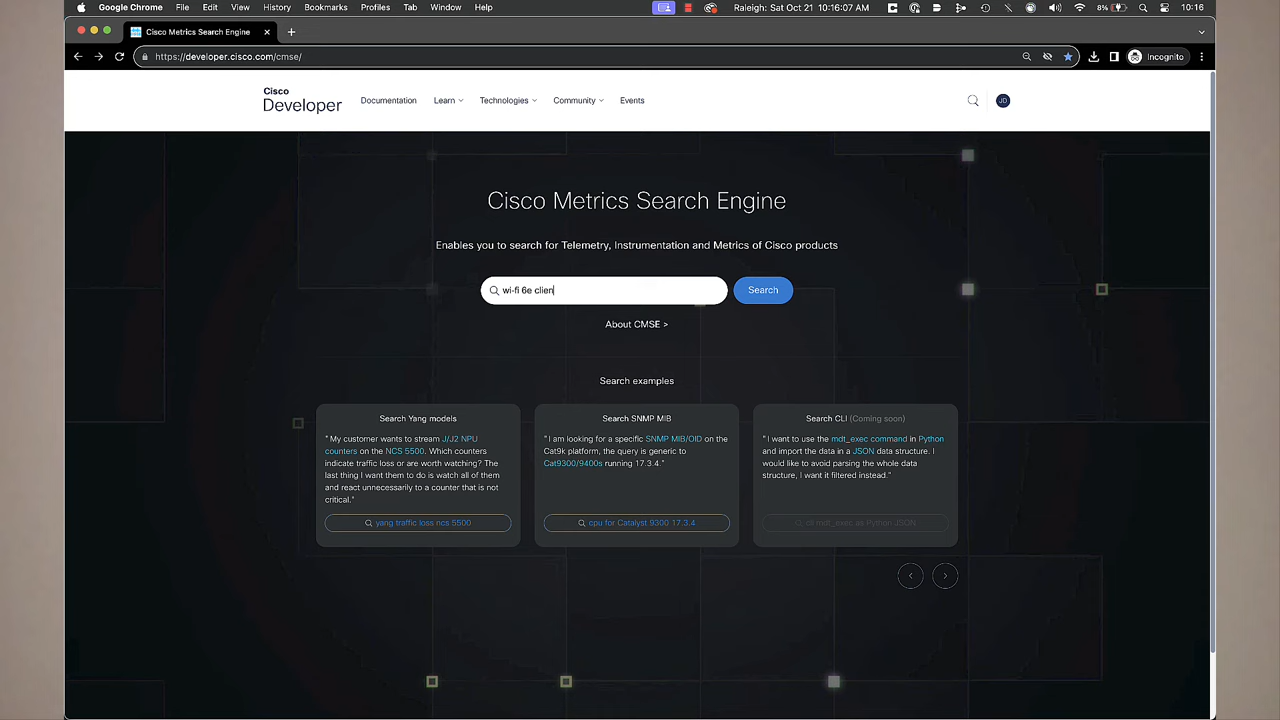 Google Chrome File Edit View History Bookmarks Profiles Tab Window Help Raleigh: Sat Oct 21 10:16:07 AM 8% 10:16
Cisco Metrics Search Engine
https://developer.cisco.com/cmse/
Incognito
Cisco
Developer
Documentation Learn Technologies Community Events
JD
Cisco Metrics Search Engine
Enables you to search for Telemetry, Instrumentation and Metrics of Cisco products
wi-fi 6e clien
Search
About CMSE >
Search examples
Search Yang models
"My customer wants to stream J/J2 NPU
counters on the NCS 5500. Which counters
indicate traffic loss or are worth watching? The
last thing I want them to do is watch all of them
and react unnecessarily to a counter that is not
critical."
yang traffic loss ncs 5500
Search SNMP MIB
"I am looking for a specific SNMP MIB/OID on the
Cat9k platform, the query is generic to
Cat9300/9400s running 17.3.4."
cpu for Catalyst 9300 17.3.4
Search CLI (Coming soon)
"I want to use the mdt_exec command in Python
and import the data in a JSON data structure. I
would like to avoid parsing the whole data
structure, I want it filtered instead."
cli mdt_exec as Python JSON